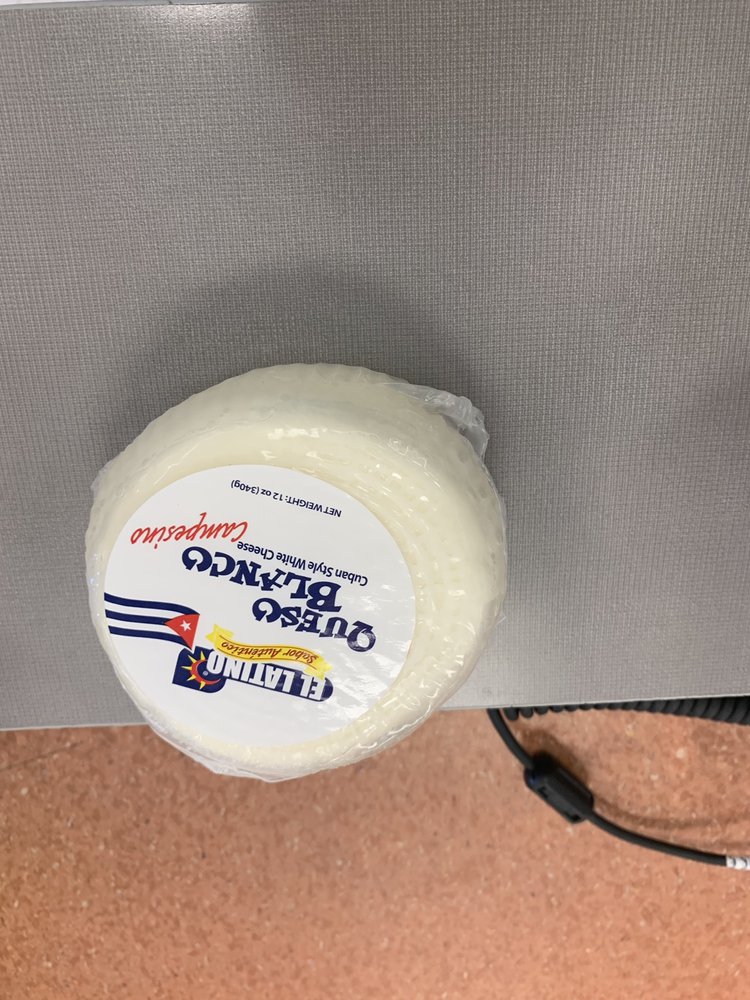 EL LATINO
Sabor Auténtico
QUESO
BLANCO
Cuban Style White Cheese
Campesino
NET WEIGHT: 12 oz (340g)